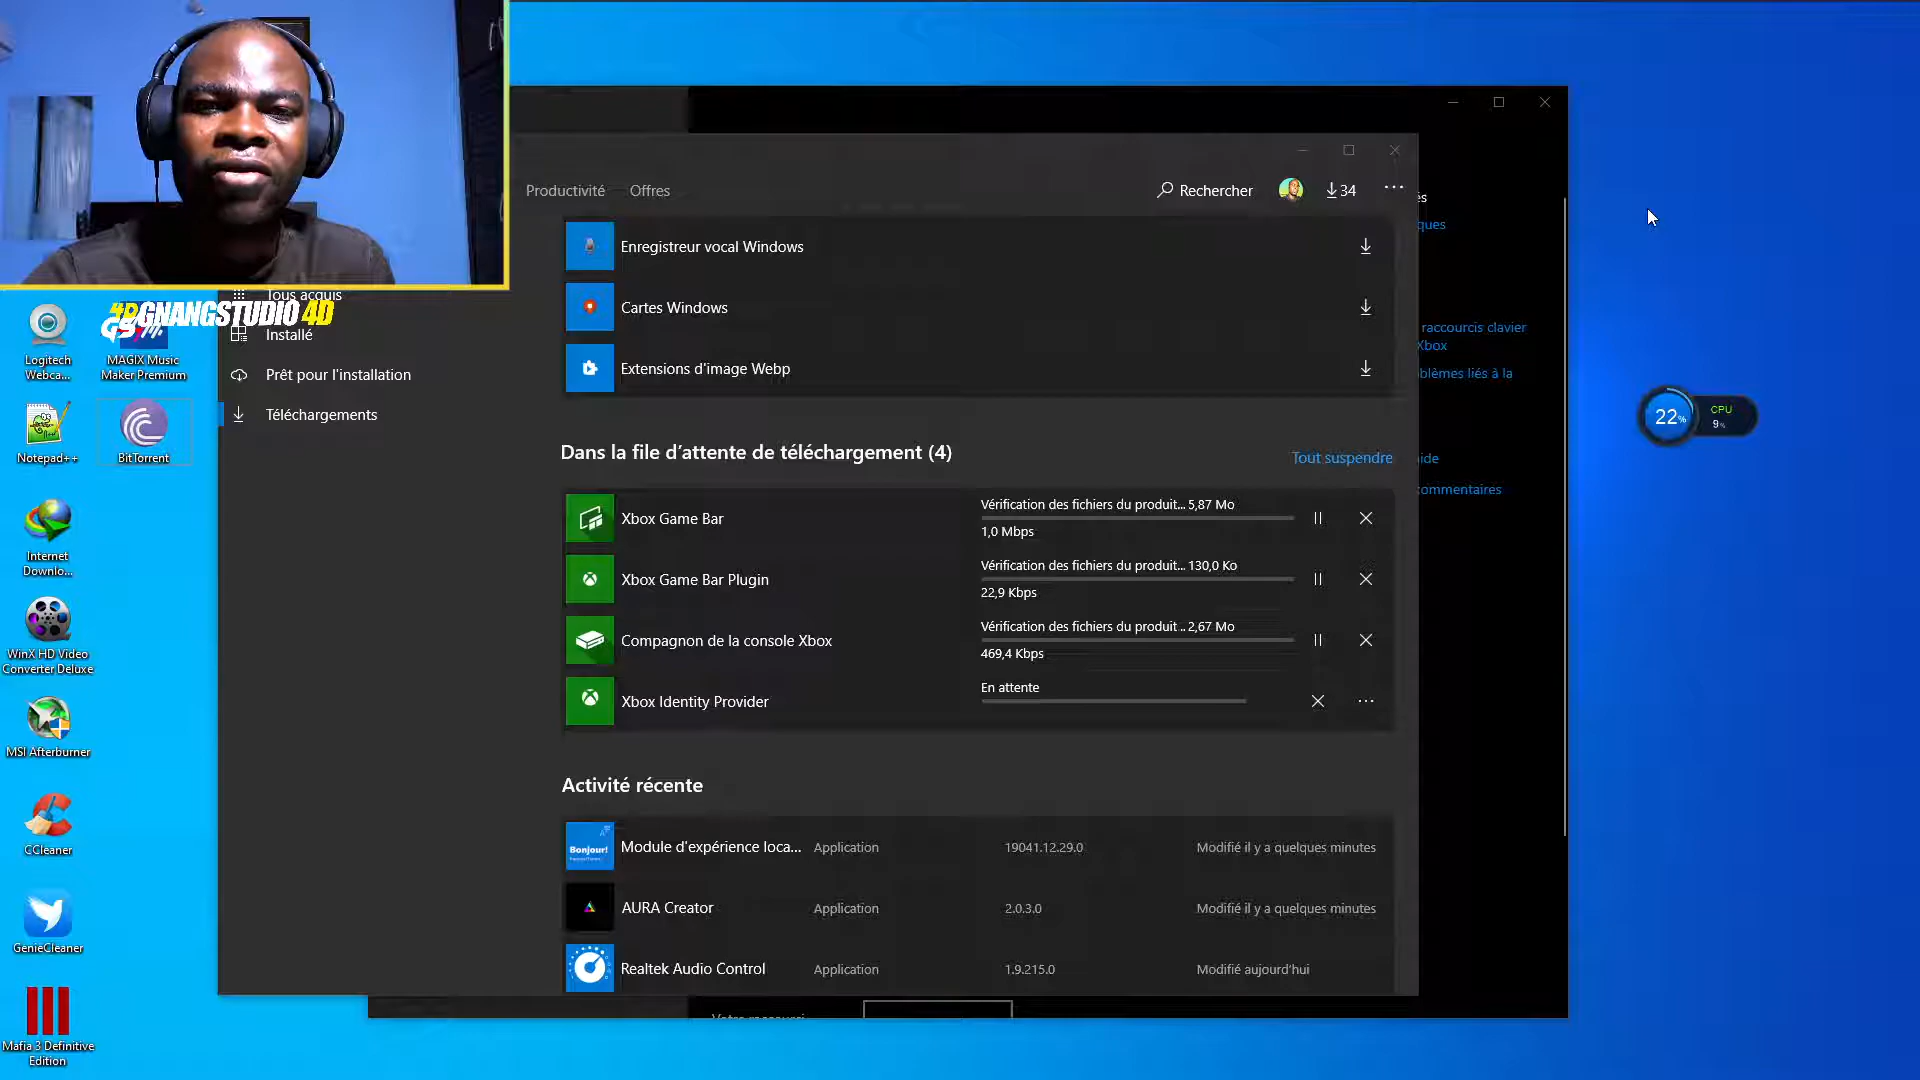 Productivité
Offres
Rechercher
34
Enregistreur vocal Windows
Cartes Windows
Extensions d'image Webp
Tous acquis
GNANGSTUDIO 4D
Installé
Prêt pour l'installation
Téléchargements
Dans la file d'attente de téléchargement (4)
Tout suspendre
Xbox Game Bar
Vérification des fichiers du produit... 5,87 Mo
1,0 Mbps
Xbox Game Bar Plugin
Vérification des fichiers du produit... 130,0 Ko
22,9 Kbps
Compagnon de la console Xbox
Vérification des fichiers du produit .. 2,67 Mo
469,4 Kbps
Xbox Identity Provider
En attente
Activité récente
Bonjour!
Module d'expérience loca...
Application
19041.12.29.0
Modifié il y a quelques minutes
AURA Creator
Application
2.0.3.0
Modifié il y a quelques minutes
Realtek Audio Control
Application
1.9.215.0
Modifié aujourd'hui
és
ques
raccourcis clavier
Xbox
blèmes liés à la
ide
commentaires
22%
CPU
9%
Logitech
Webca...
MAGIX Music
Maker Premium
Notepad++
BitTorrent
Internet
Downlo...
WinX HD Video
Converter Deluxe
MSI Afterburner
CCleaner
GenieCleaner
Mafia 3 Definitive
Edition